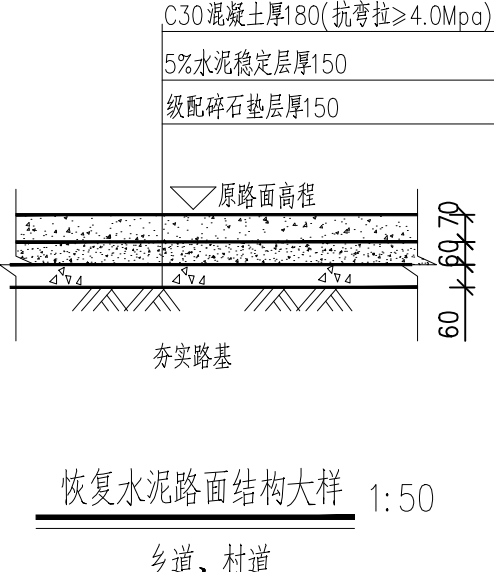 C30混凝土厚180(抗弯拉≥4.0Mpa)
5%水泥稳定层厚150
级配碎石垫层厚150
原路面高程
70
60
60
夯实路基
恢复水泥路面结构大样 1:50
乡道、村道